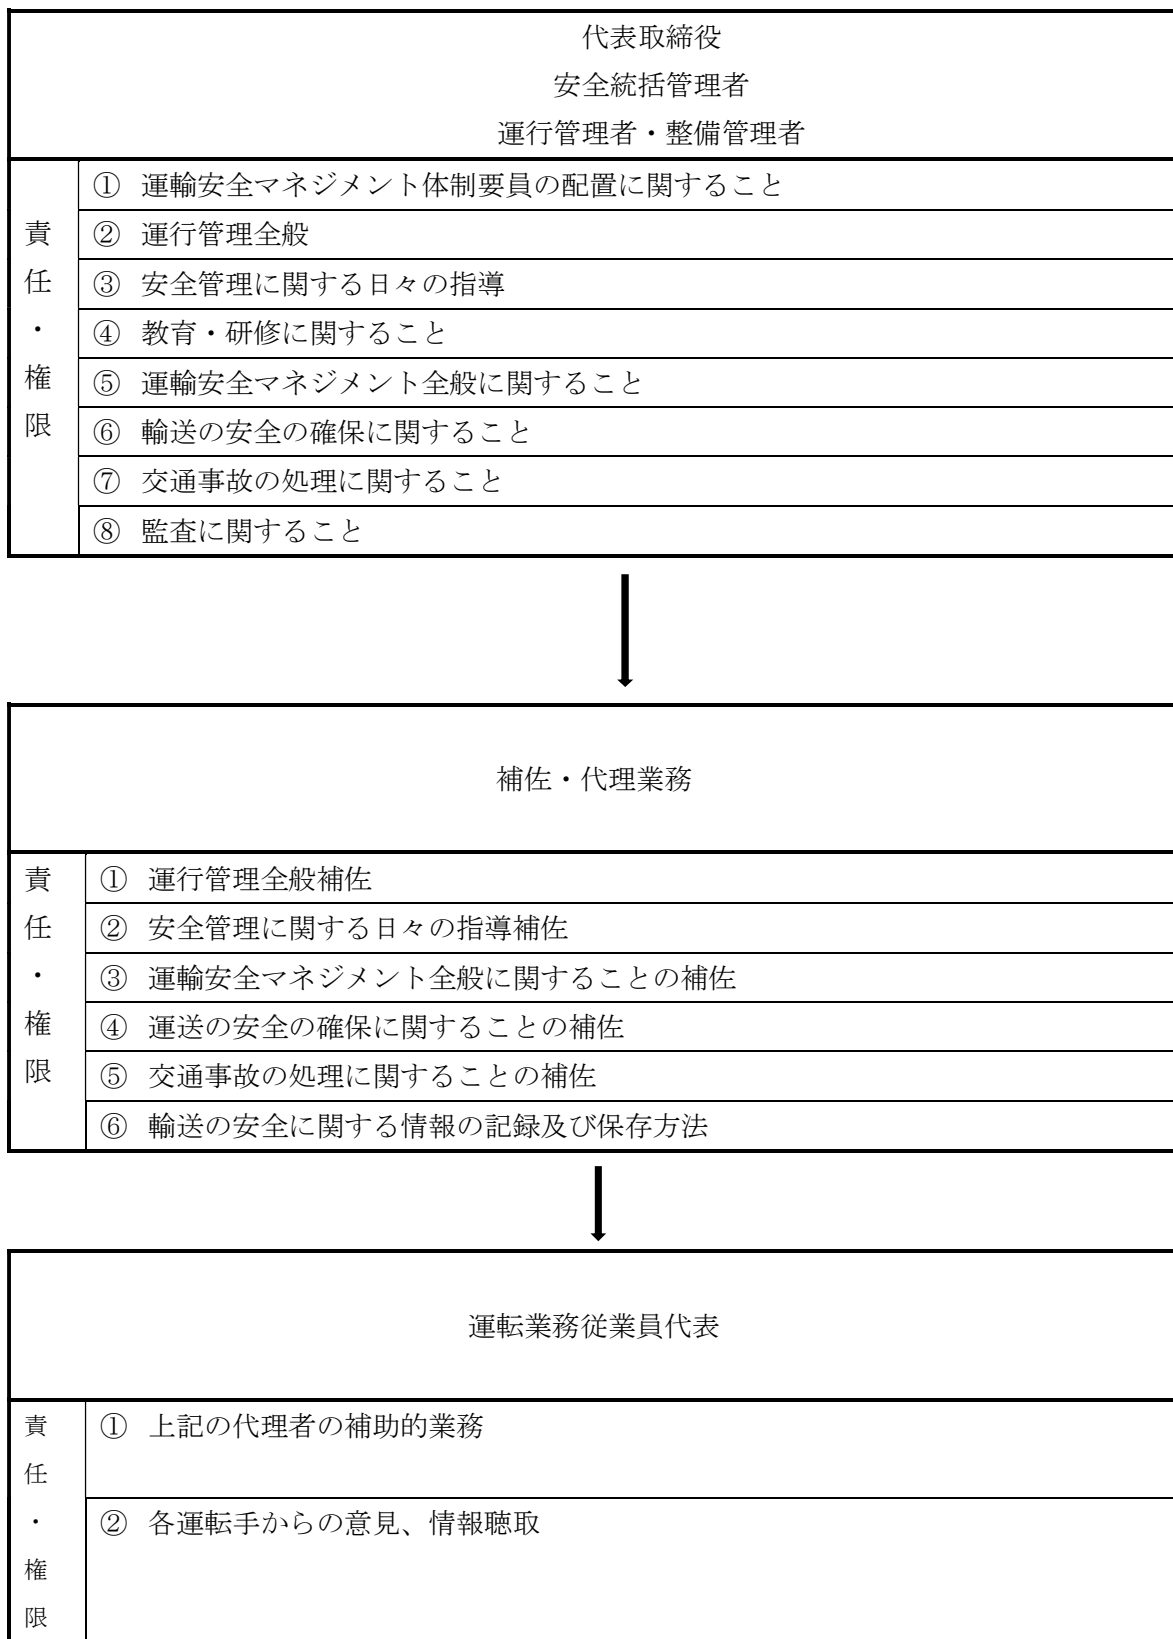 代表取締役
安全統括管理者
運行管理者・整備管理者
責任・権限
① 運輸安全マネジメント体制要員の配置に関すること
② 運行管理全般
③ 安全管理に関する日々の指導
④ 教育・研修に関すること
⑤ 運輸安全マネジメント全般に関すること
⑥ 輸送の安全の確保に関すること
⑦ 交通事故の処理に関すること
⑧ 監査に関すること
補佐・代理業務
責任・権限
① 運行管理全般補佐
② 安全管理に関する日々の指導補佐
③ 運輸安全マネジメント全般に関することの補佐
④ 運送の安全の確保に関することの補佐
⑤ 交通事故の処理に関することの補佐
⑥ 輸送の安全に関する情報の記録及び保存方法
運転業務従業員代表
責任・権限
① 上記の代理者の補助的業務
② 各運転手からの意見、情報聴取